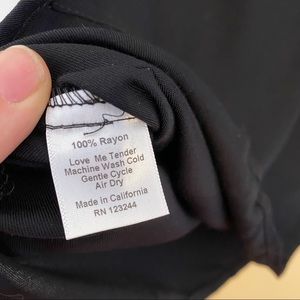 100% Rayon
Love Me Tender
Machine Wash Cold
Gentle Cycle
Air Dry
Made in California
RN 123244